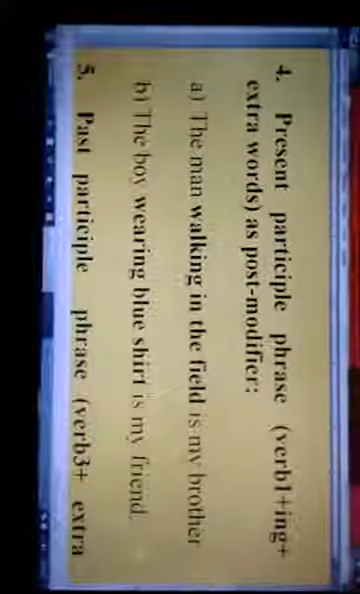 4. Present participle phrase (verb1+ing+
extra words) as post-modifier:
a) The man walking in the field is my brother
b) The boy wearing blue shirt is my friend.
5. Past participle phrase (verb3+ extra